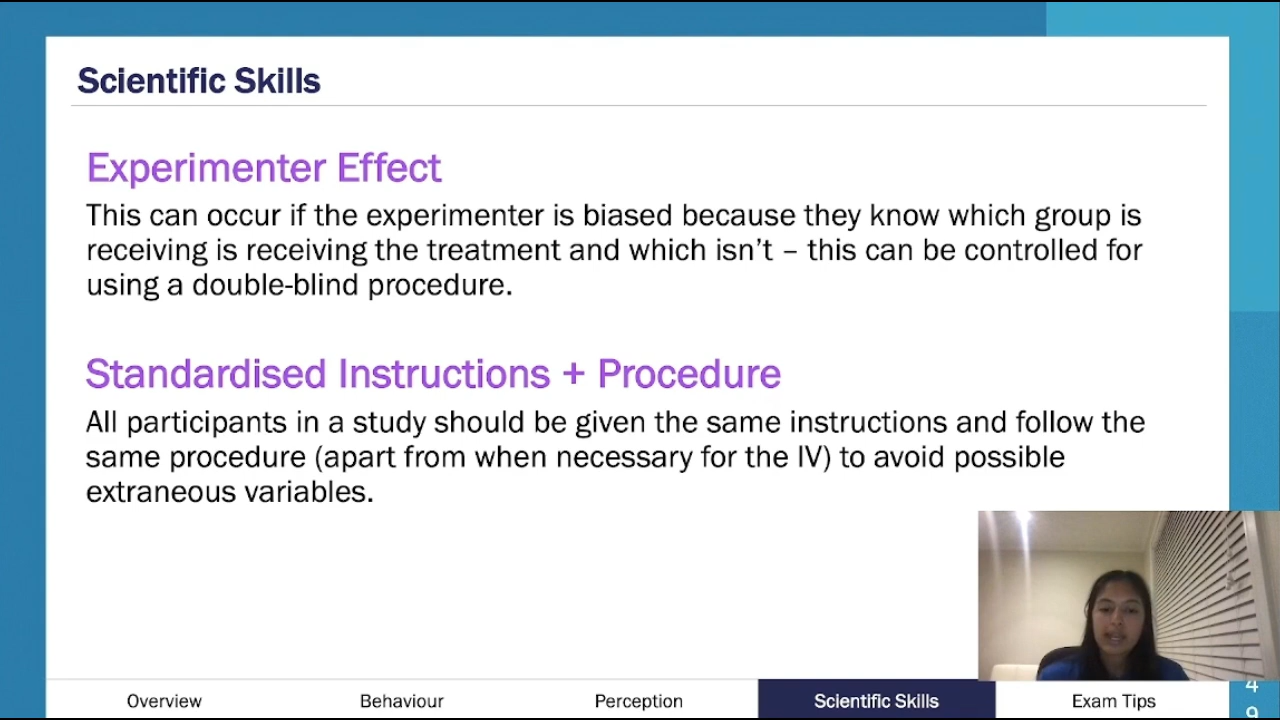 Scientific Skills
Experimenter Effect
This can occur if the experimenter is biased because they know which group is
receiving is receiving the treatment and which isn't – this can be controlled for
using a double-blind procedure.
Standardised Instructions + Procedure
All participants in a study should be given the same instructions and follow the
same procedure (apart from when necessary for the IV) to avoid possible
extraneous variables.
Overview
Behaviour
Perception
Scientific Skills
Exam Tips
4
9